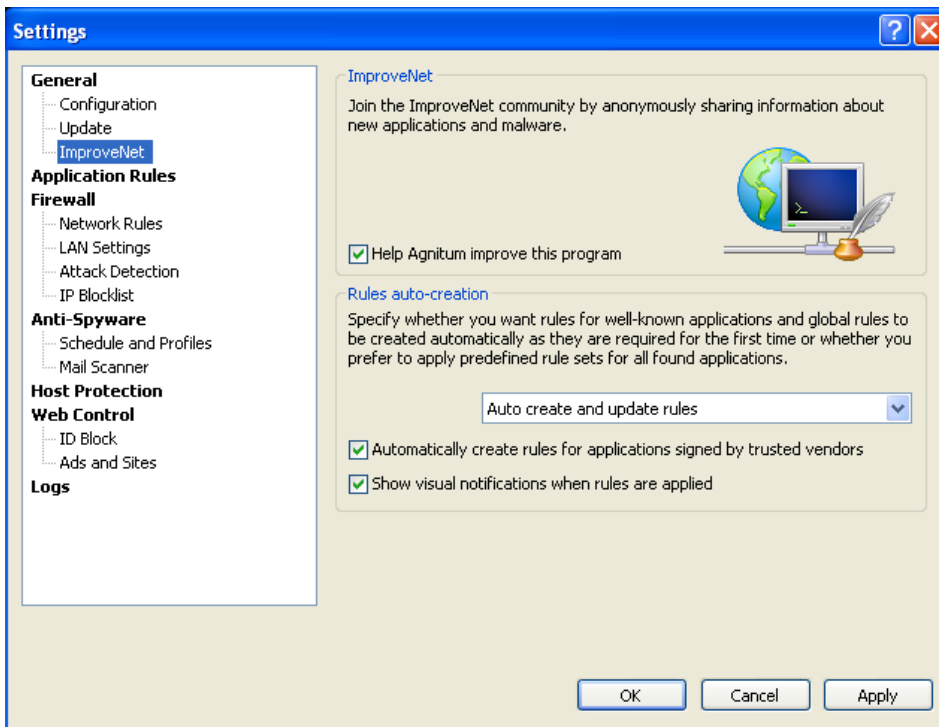 Settings
General
Configuration
Update
ImproveNet
Application Rules
Firewall
Network Rules
LAN Settings
Attack Detection
IP Blocklist
Anti-Spyware
Schedule and Profiles
Mail Scanner
Host Protection
Web Control
ID Block
Ads and Sites
Logs
ImproveNet
Join the ImproveNet community by anonymously sharing information about
new applications and malware.
Help Agnitum improve this program
Rules auto-creation
Specify whether you want rules for well-known applications and global rules to
be created automatically as they are required for the first time or whether you
prefer to apply predefined rule sets for all found applications.
Auto create and update rules
Automatically create rules for applications signed by trusted vendors
Show visual notifications when rules are applied
OK
Cancel
Apply